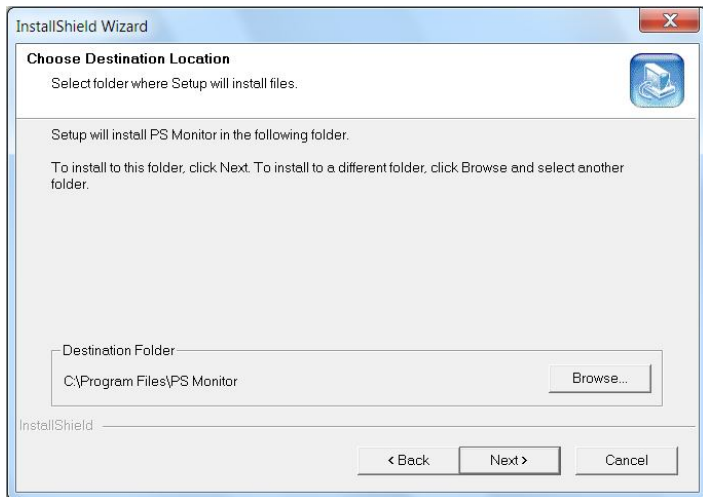 InstallShield Wizard
X
Choose Destination Location
Select folder where Setup will install files.
Setup will install PS Monitor in the following folder.
To install to this folder, click Next. To install to a different folder, click Browse and select another
folder.
Destination Folder
C:\Program Files\PS Monitor
Browse...
InstallShield
< Back
Next >
Cancel